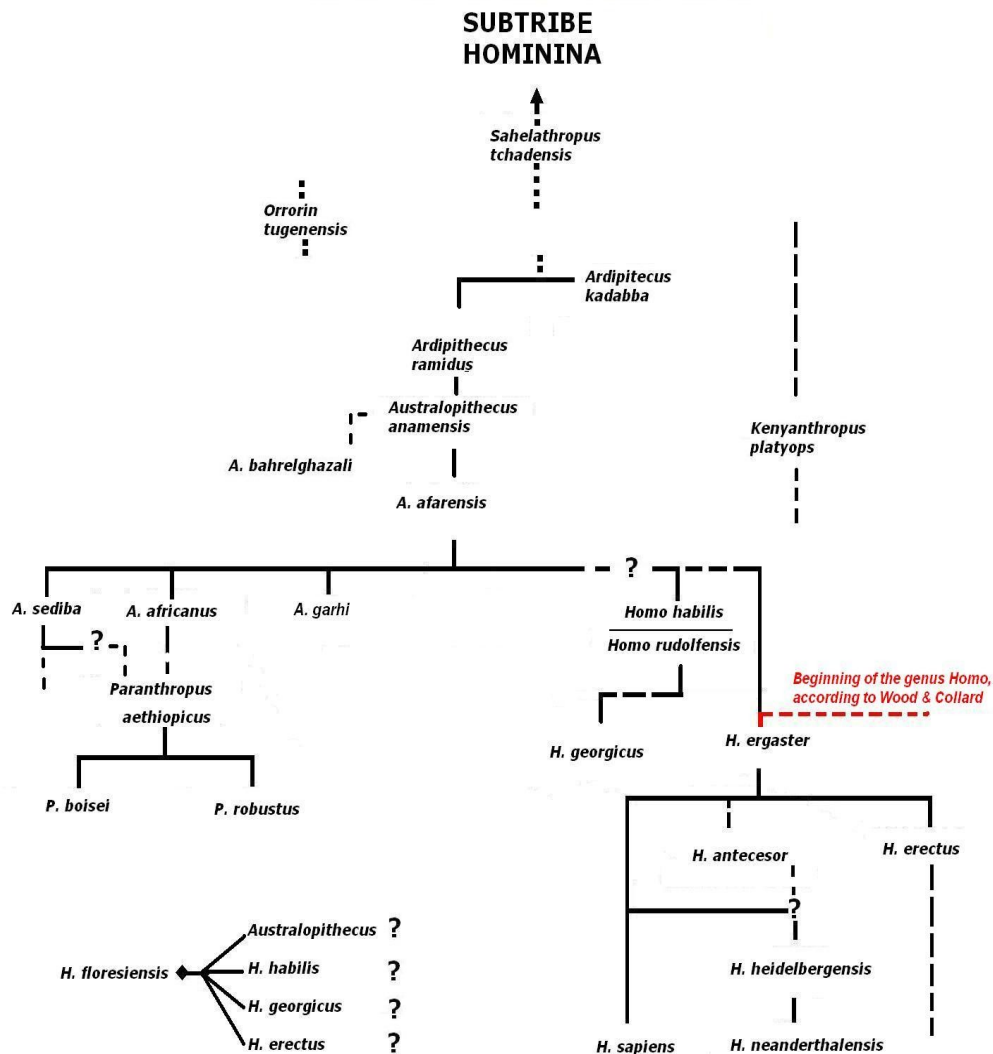 SUBTRIBE
HOMININA
Sahelathropus
tchadensis
Orrorin
tugenensis
Ardipitecus
kadabba
Ardipithecus
ramidus
Australopithecus
anamensis
Kenyanthropus
platyops
A. bahrelghazali
A. afarensis
?
A. sediba
A. africanus
A. garhi
Homo habilis
Homo rudolfensis
?
Paranthropus
aethiopicus
Beginning of the genus Homo,
according to Wood & Collard
H. georgicus
H. ergaster
P. boisei
P. robustus
H. antecesor
H. erectus
?
H. floresiensis
Australopithecus ?
H. habilis ?
H. georgicus ?
H. erectus ?
H. heidelbergensis
H. sapiens
H. neanderthalensis